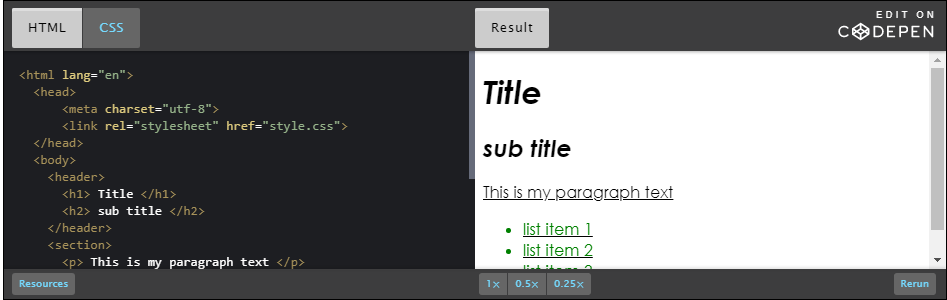 HTML CSS Result EDIT ON
CODEPEN
<html lang="en">
<head>
<meta charset="utf-8">
<link rel="stylesheet" href="style.css">
</head>
<body>
<header>
<h1> Title </h1>
<h2> sub title </h2>
</header>
<section>
<p> This is my paragraph text </p>
Title
sub title
This is my paragraph text
• list item 1
• list item 2
Resources 1× 0.5× 0.25× Rerun